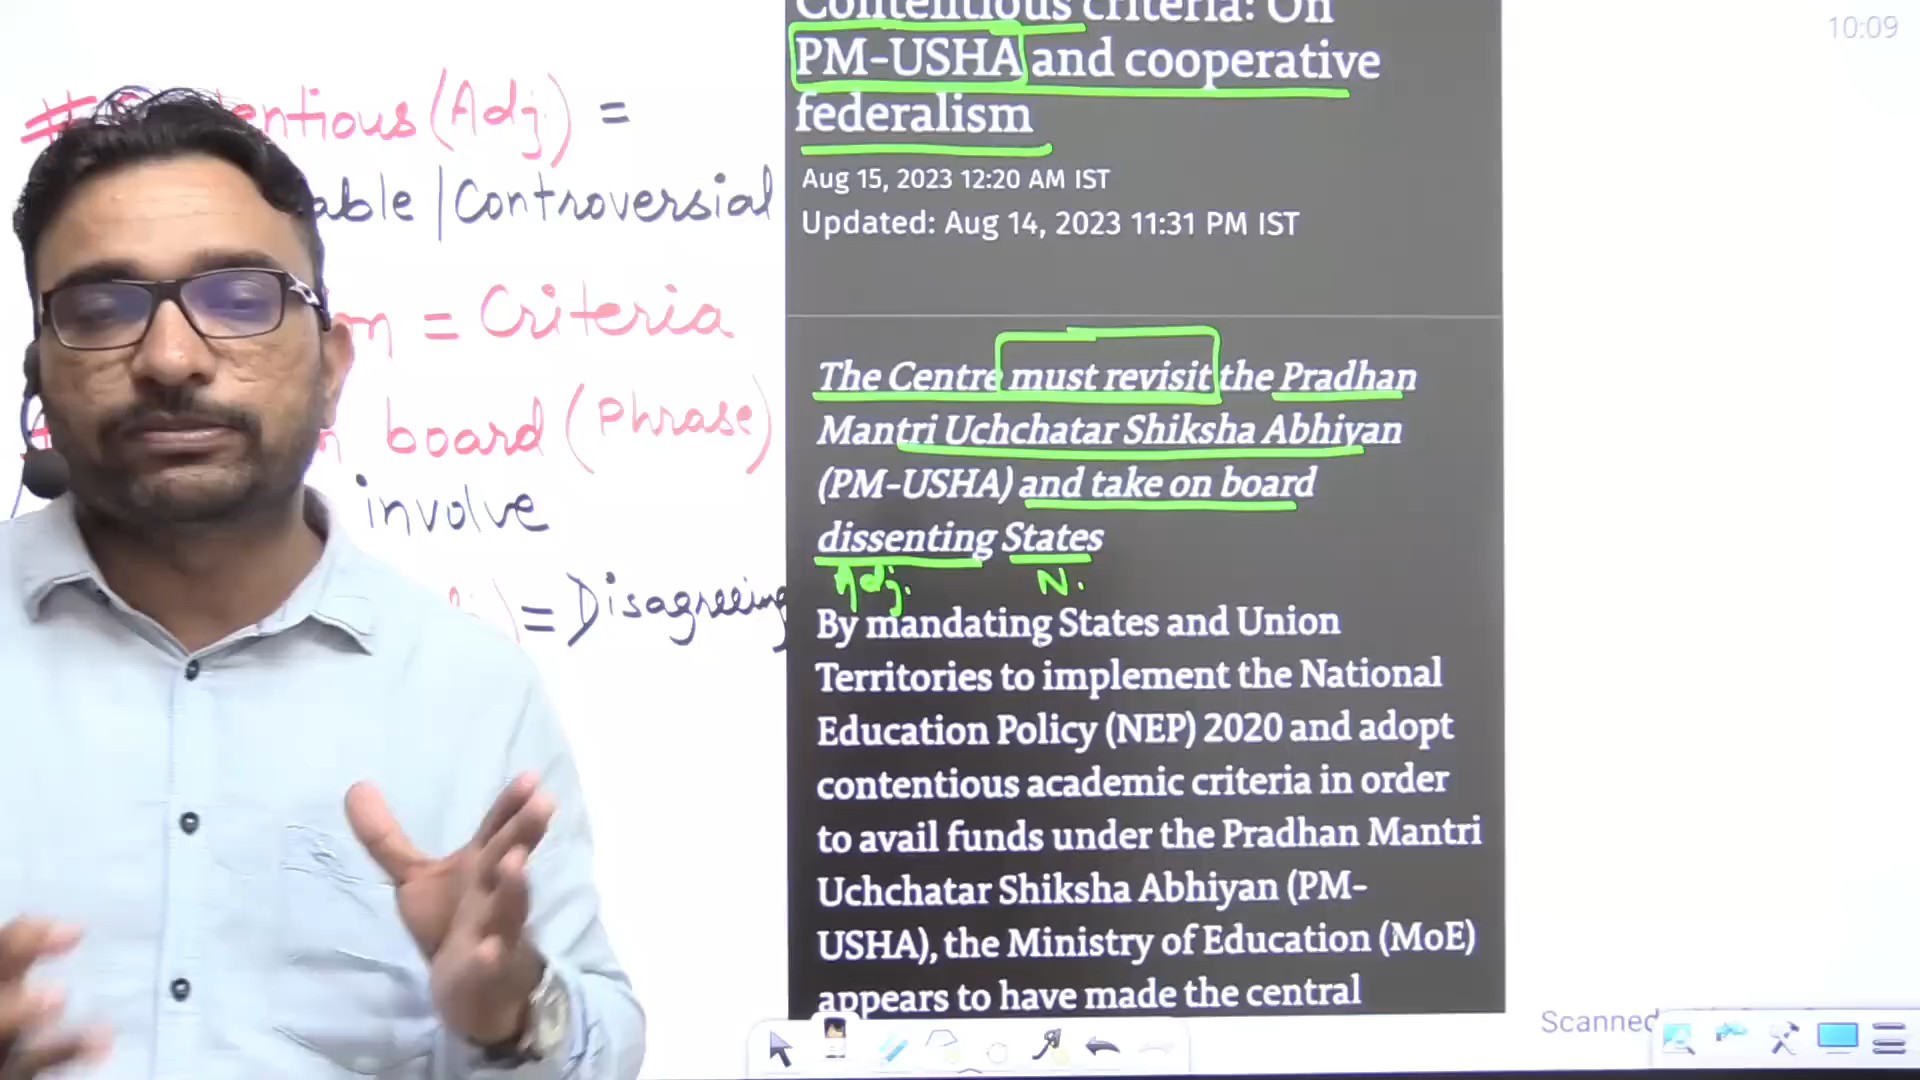 10:09
Contentious criteria: On
PM-USHA and cooperative
federalism
Aug 15, 2023 12:20 AM IST
Updated: Aug 14, 2023 11:31 PM IST
The Centre must revisit the Pradhan
Mantri Uchchatar Shiksha Abhiyan
(PM-USHA) and take on board
dissenting States
Adj. N.
By mandating States and Union
Territories to implement the National
Education Policy (NEP) 2020 and adopt
contentious academic criteria in order
to avail funds under the Pradhan Mantri
Uchchatar Shiksha Abhiyan (PM-
USHA), the Ministry of Education (MoE)
appears to have made the central
entious (Adj.) =
able | Controversial
= Criteria
board (Phrase)
involve
= Disagreeing
Scanned